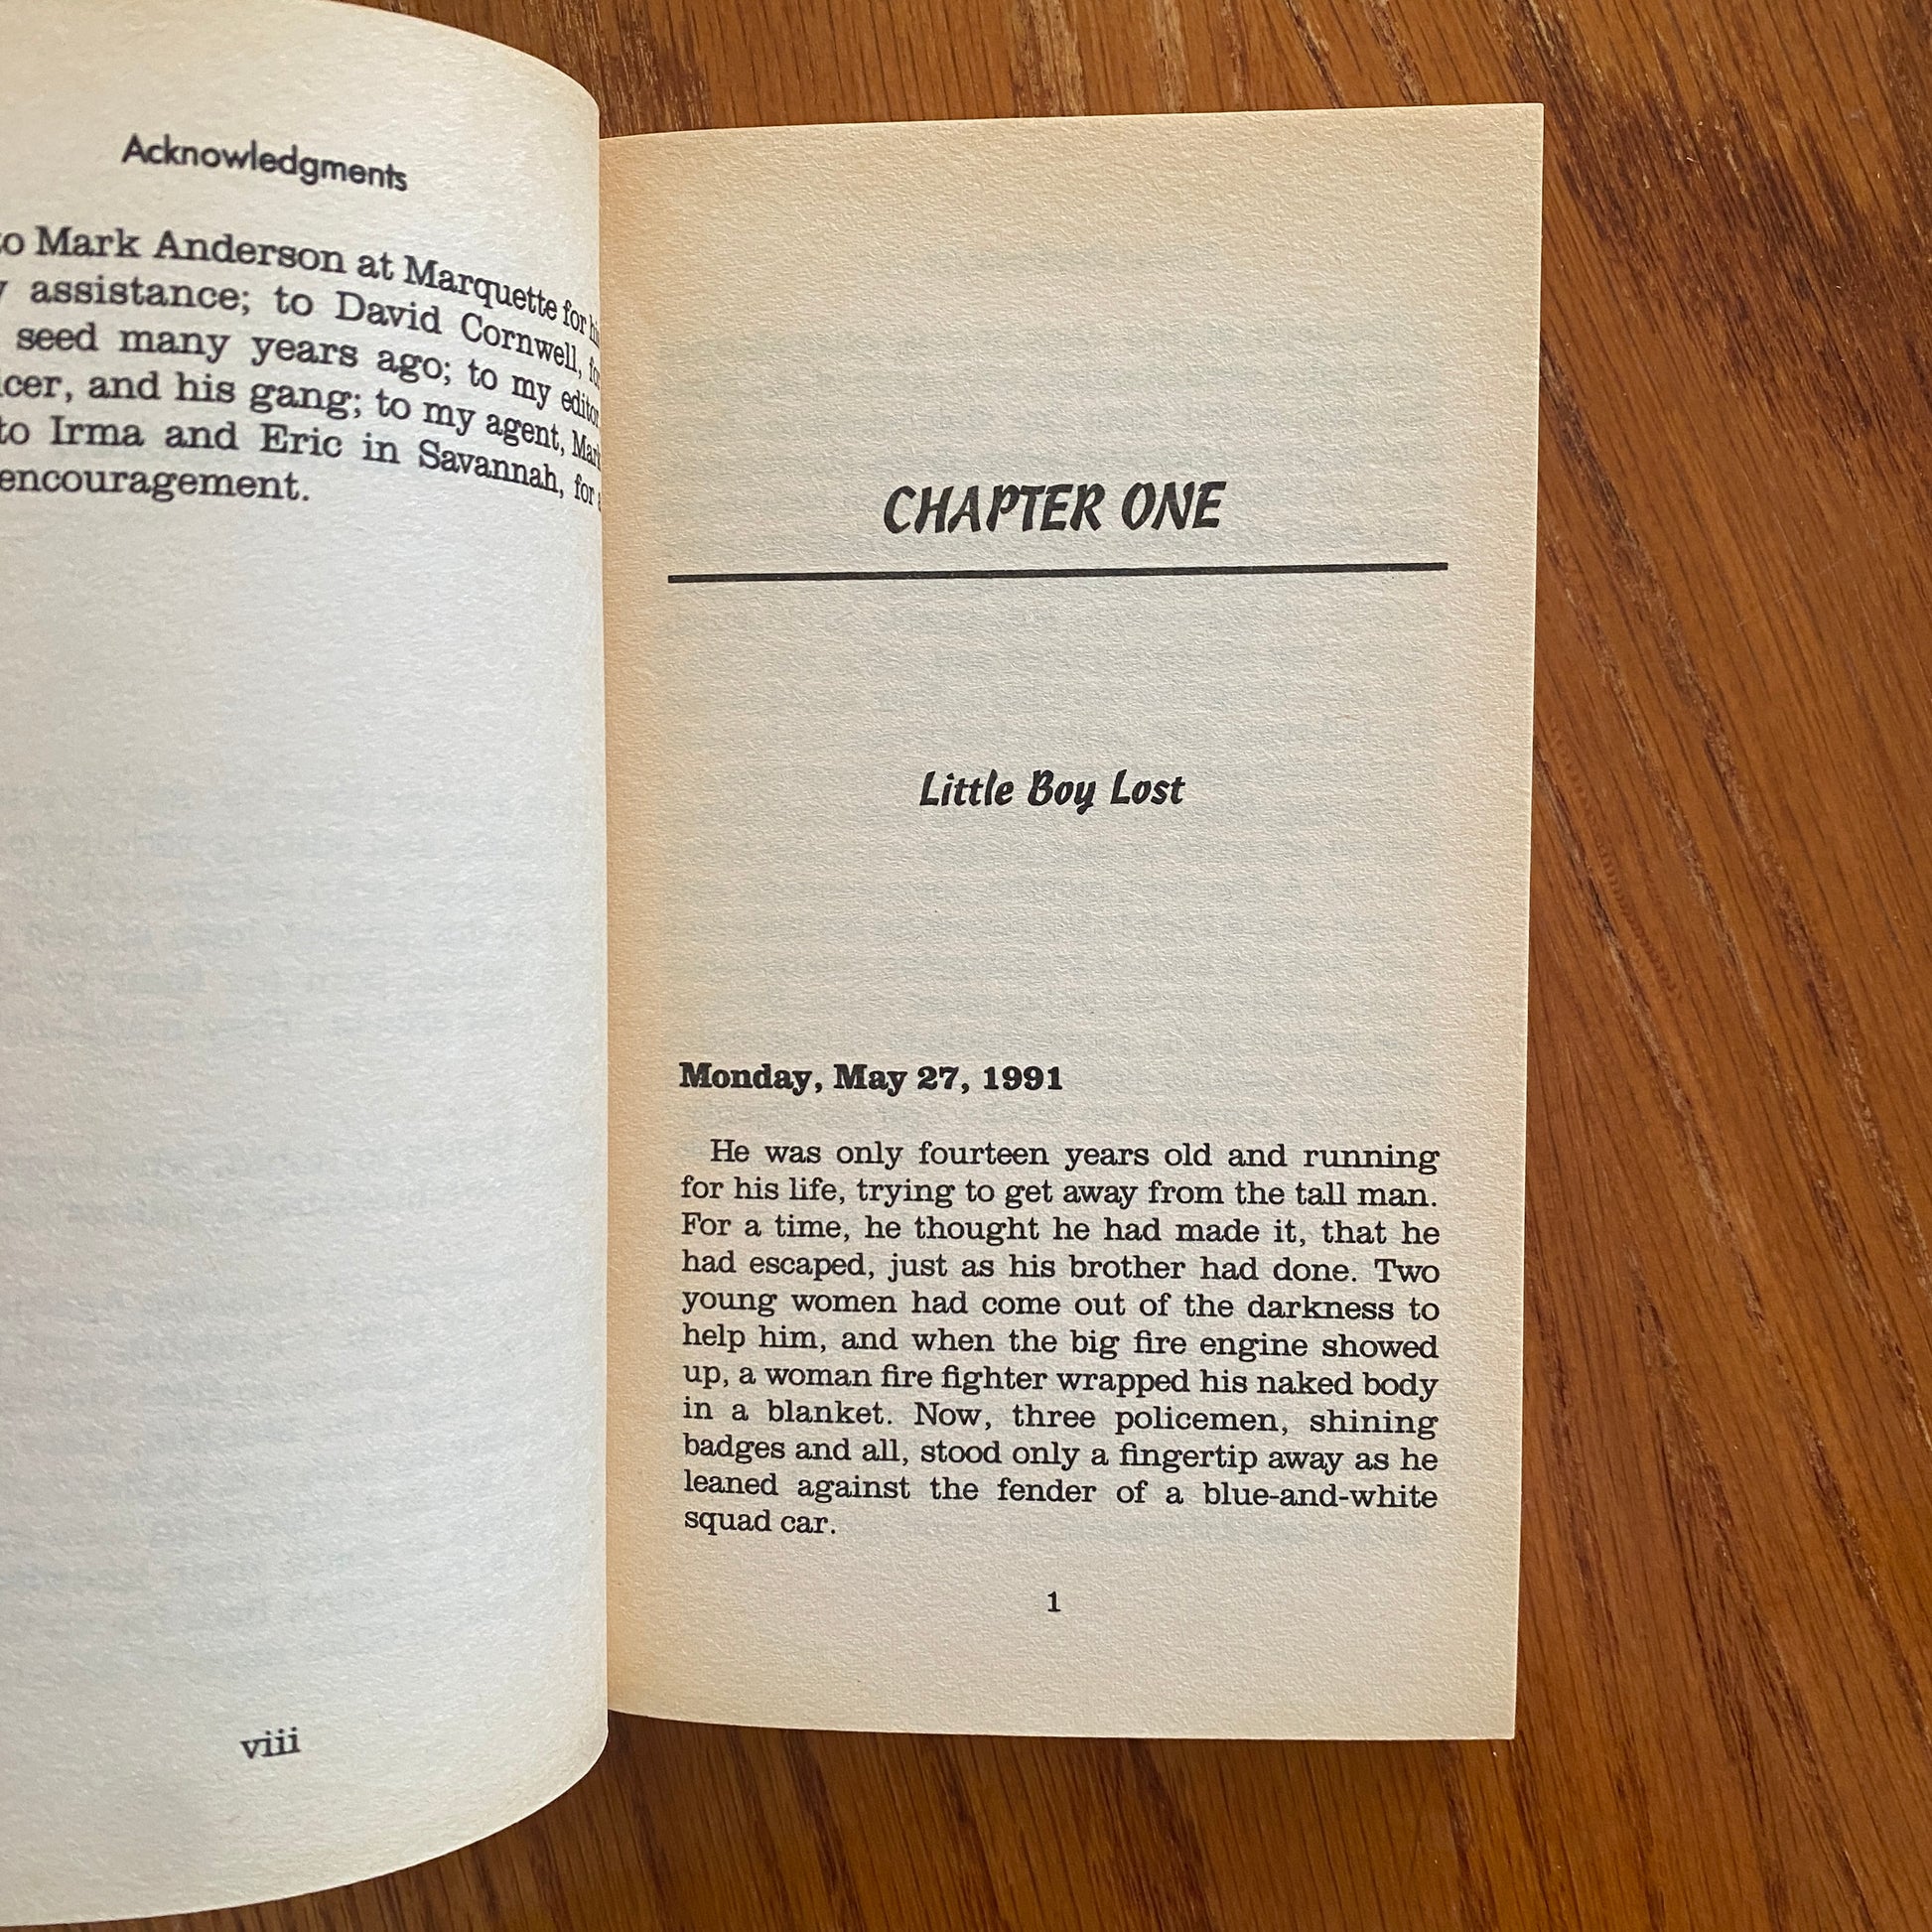 Acknowledgments
to Mark Anderson at Marquette for
assistance; to David Cornwell,
seed many years ago; to my
and his gang; to my agent,
to Irma and Eric in Savannah, for
encouragement.
viii
CHAPTER ONE
Little Boy Lost
Monday, May 27, 1991
He was only fourteen years old and running
for his life, trying to get away from the tall man.
For a time, he thought he had made it, that he
had escaped, just as his brother had done. Two
young women had come out of the darkness to
help him, and when the big fire engine showed
up, a woman fire fighter wrapped his naked body
in a blanket. Now, three policemen, shining
badges and all, stood only a fingertip away as he
leaned against the fender of a blue-and-white
squad car.
1